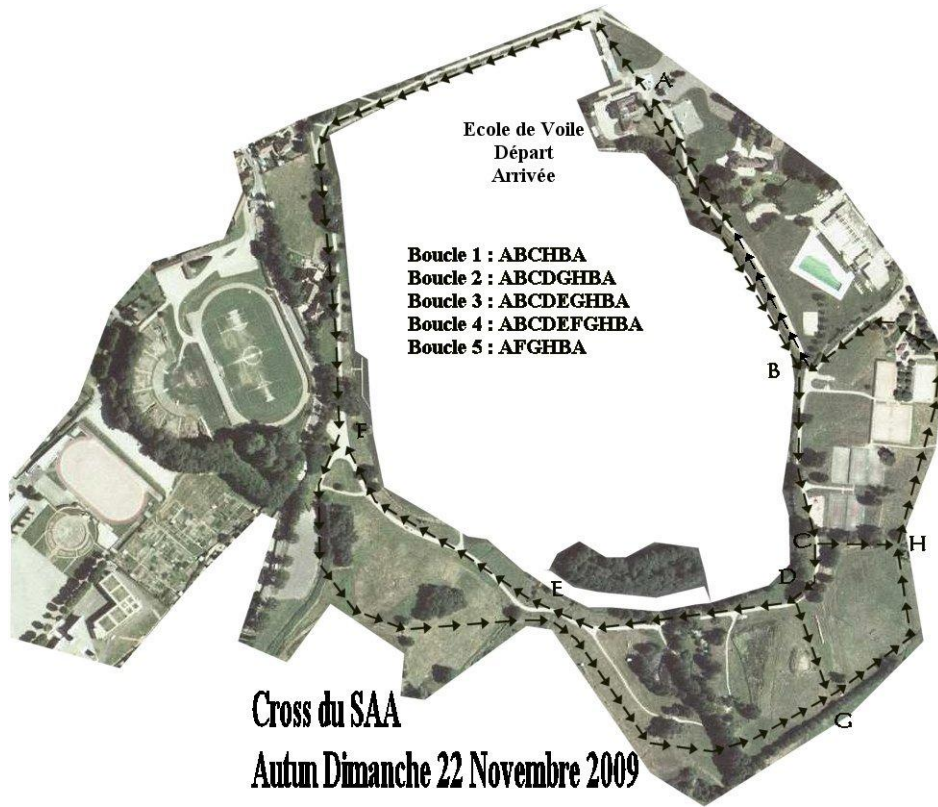 A
Ecole de Voile
Départ
Arrivée
Boucle 1 : ABCHBA
Boucle 2 : ABCDGHBA
Boucle 3 : ABCDEGHBA
Boucle 4 : ABCDEFGHBA
Boucle 5 : AFGHBA
B
F
C
H
D
E
G
Cross du SAA
Autun Dimanche 22 Novembre 2009